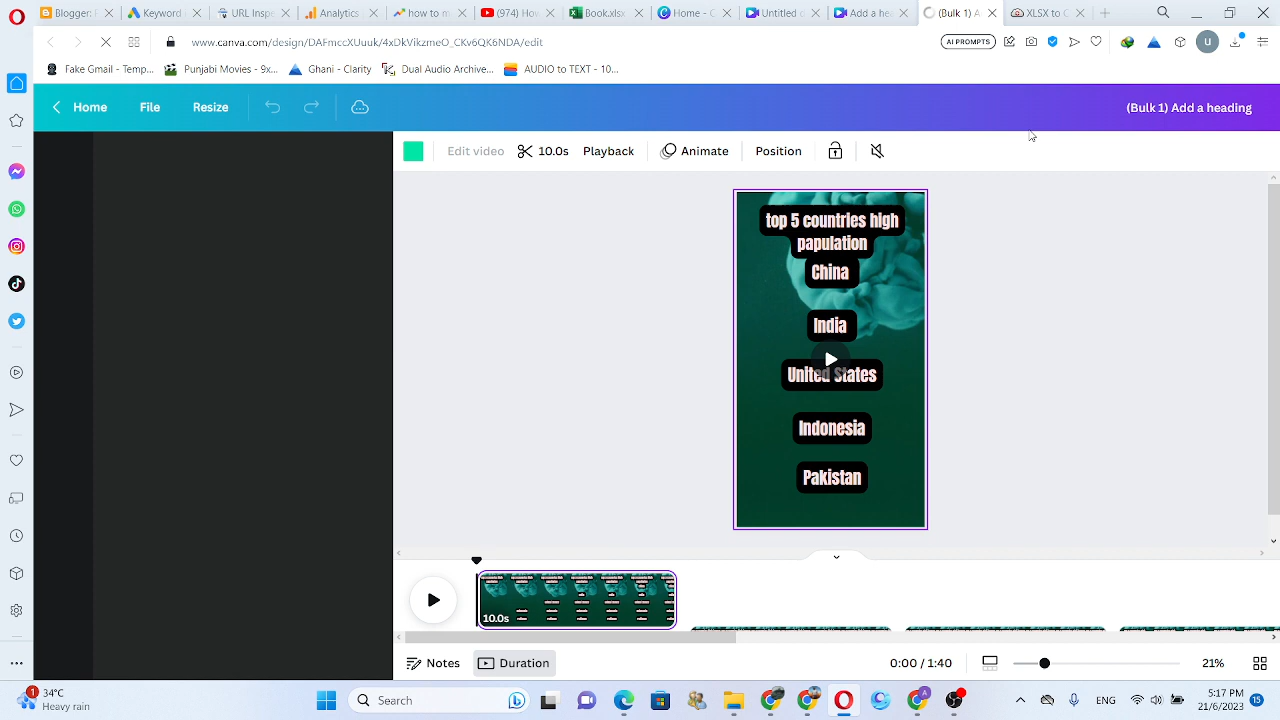 Blogger:
Keyword
URL Inspe
Analytics
how to m
(974) How
Book.xlsx
Home - C
Untitled d
Add a hea
(Bulk 1) A
XLSX to C
www.canva.com/design/DAFmccXUuuk/4xDkVikzmeO_CKv6QK6NDA/edit
AI PROMPTS
U
Fake Gmail - Temp...
Punjabi Movies - 9x...
Ghani - Clarity
Dual Audio Archive...
AUDIO to TEXT - 10...
Home
File
Resize
(Bulk 1) Add a heading
Edit video
10.0s
Playback
Animate
Position
top 5 countries high
papulation
China
India
United States
Indonesia
Pakistan
10.0s
Notes
Duration
0:00 / 1:40
21%
1
34°C
Heavy rain
Search
A
ENG
5:17 PM
21/6/2023
15